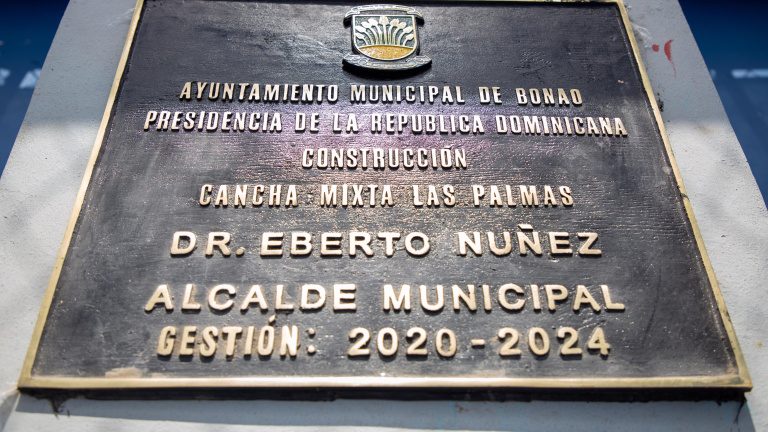 AYUNTAMIENTO MUNICIPAL DE BONAO
PRESIDENCIA DE LA REPUBLICA DOMINICANA
CONSTRUCCIÓN
CANCHA MIXTA LAS PALMAS
DR. EBERTO NUÑEZ
ALCALDE MUNICIPAL
GESTIÓN: 2020-2024